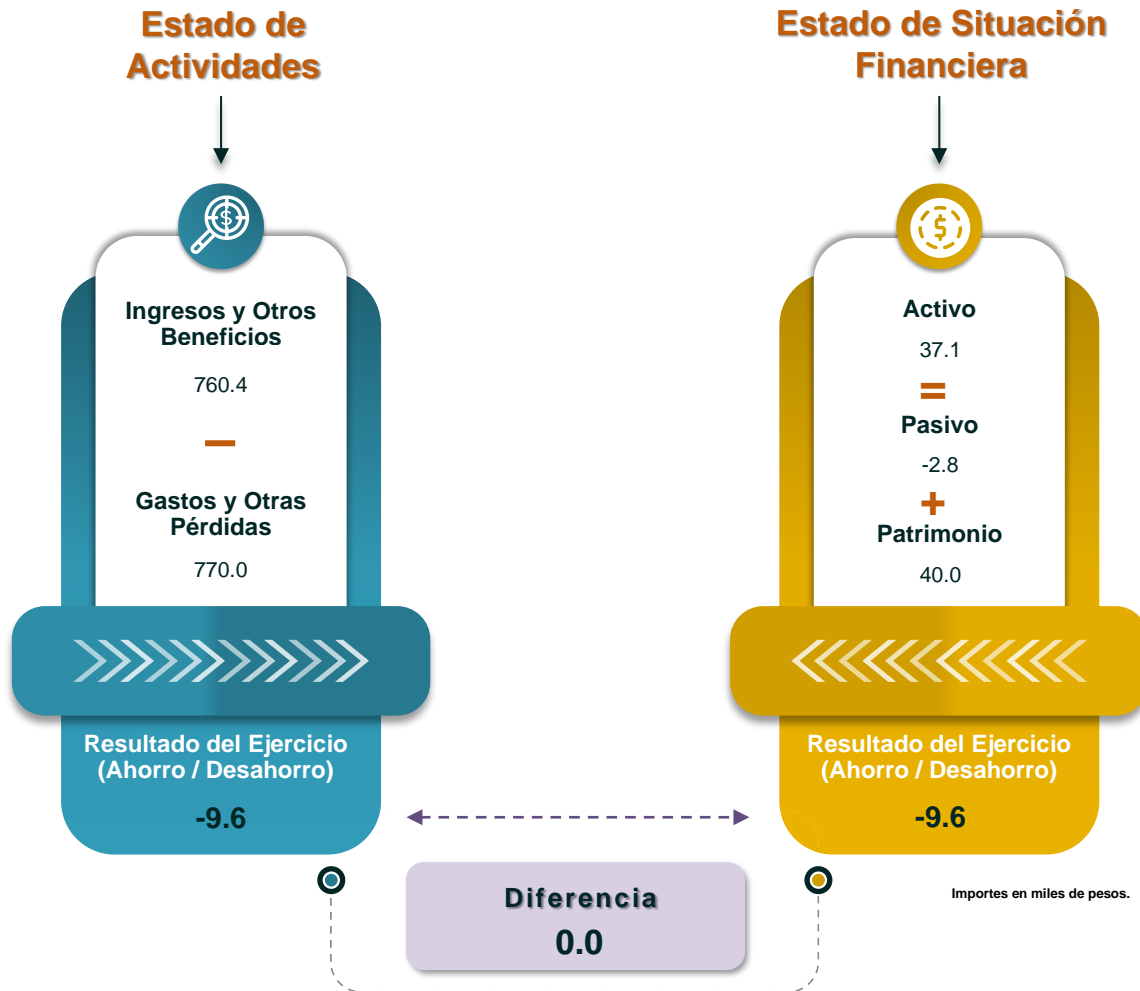 Estado de
Actividades
$
Ingresos y Otros
Beneficios
760.4
–
Gastos y Otras
Pérdidas
770.0
Resultado del Ejercicio
(Ahorro / Desahorro)
-9.6
Estado de Situación
Financiera
$
Activo
37.1
=
Pasivo
-2.8
+
Patrimonio
40.0
Resultado del Ejercicio
(Ahorro / Desahorro)
-9.6
Diferencia
0.0
Importes en miles de pesos.